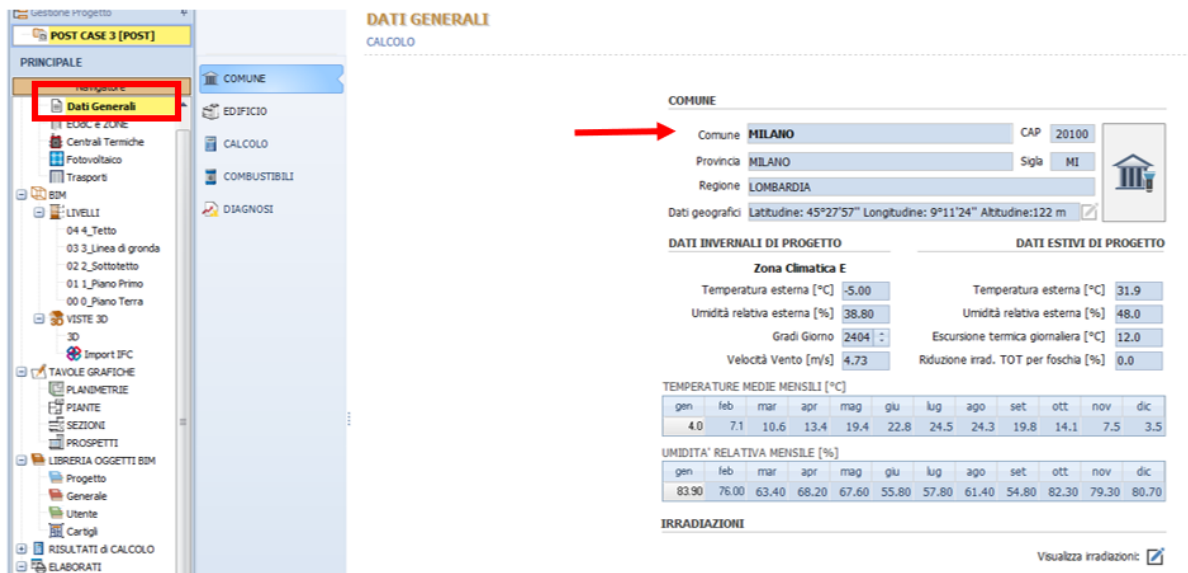 Gestione Progetto
POST CASE 3 [POST]
PRINCIPALE
Navigatore
Dati Generali
EOdC e ZONE
Centrali Termiche
Fotovoltaico
Trasporti
BIM
LIVELLI
04 4_Tetto
03 3_Linea di gronda
02 2_Sottotetto
01 1_Piano Primo
00 0_Piano Terra
VISTE 3D
3D
Import IFC
TAVOLE GRAFICHE
PLANIMETRIE
PIANTE
SEZIONI
PROSPETTI
LIBRERIA OGGETTI BIM
Progetto
Generale
Utente
Cartigli
RISULTATI di CALCOLO
ELABORATI
COMUNE
EDIFICIO
CALCOLO
COMBUSTIBILI
DIAGNOSI
DATI GENERALI
CALCOLO
COMUNE
Comune MILANO CAP 20100
Provincia MILANO Sigla MI
Regione LOMBARDIA
Dati geografici Latitudine: 45°27'57'' Longitudine: 9°11'24'' Altitudine:122 m
DATI INVERNALI DI PROGETTO DATI ESTIVI DI PROGETTO
Zona Climatica E
Temperatura esterna [°C] -5.00 Temperatura esterna [°C] 31.9
Umidità relativa esterna [%] 38.80 Umidità relativa esterna [%] 48.0
Gradi Giorno 2404 Escursione termica giornaliera [°C] 12.0
Velocità Vento [m/s] 4.73 Riduzione irrad. TOT per foschia [%] 0.0
TEMPERATURE MEDIE MENSILI [°C]
gen feb mar apr mag giu lug ago set ott nov dic
4.0 7.1 10.6 13.4 19.4 22.8 24.5 24.3 19.8 14.1 7.5 3.5
UMIDITA' RELATIVA MENSILE [%]
gen feb mar apr mag giu lug ago set ott nov dic
83.90 76.00 63.40 68.20 67.60 55.80 57.80 61.40 54.80 82.30 79.30 80.70
IRRADIAZIONI
Visualizza irradiazioni: